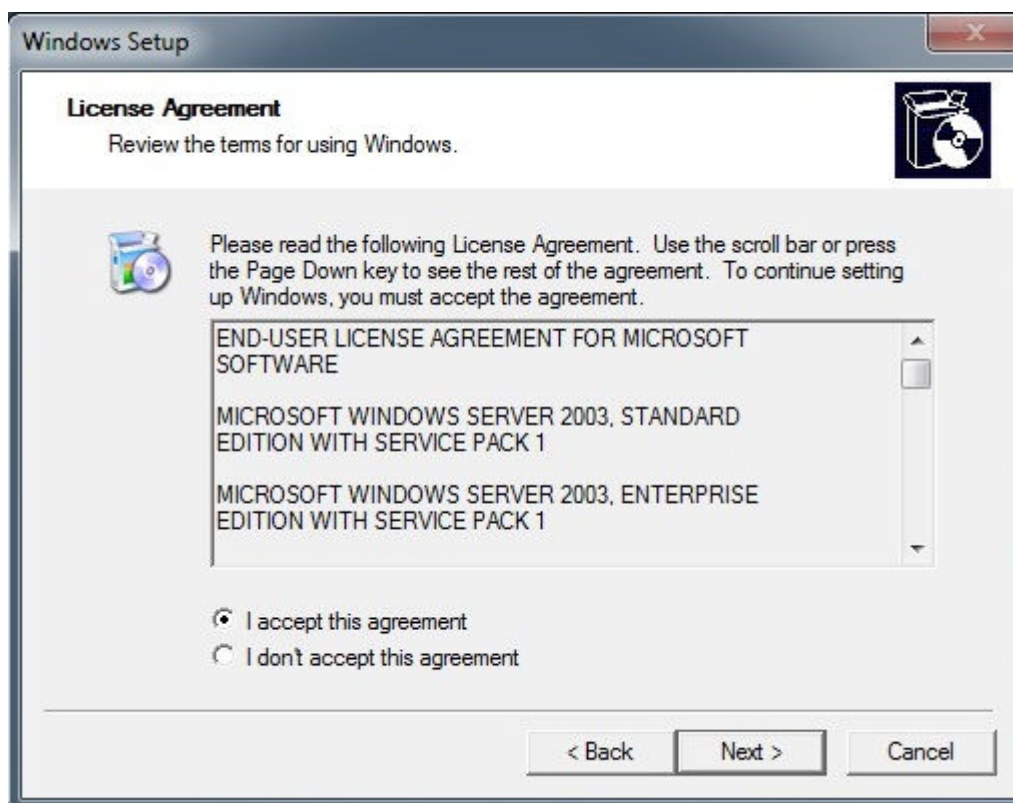 Windows Setup
License Agreement
Review the terms for using Windows.
Please read the following License Agreement. Use the scroll bar or press
the Page Down key to see the rest of the agreement. To continue setting
up Windows, you must accept the agreement.
END-USER LICENSE AGREEMENT FOR MICROSOFT
SOFTWARE
MICROSOFT WINDOWS SERVER 2003, STANDARD
EDITION WITH SERVICE PACK 1
MICROSOFT WINDOWS SERVER 2003, ENTERPRISE
EDITION WITH SERVICE PACK 1
I accept this agreement
I don't accept this agreement
< Back Next > Cancel